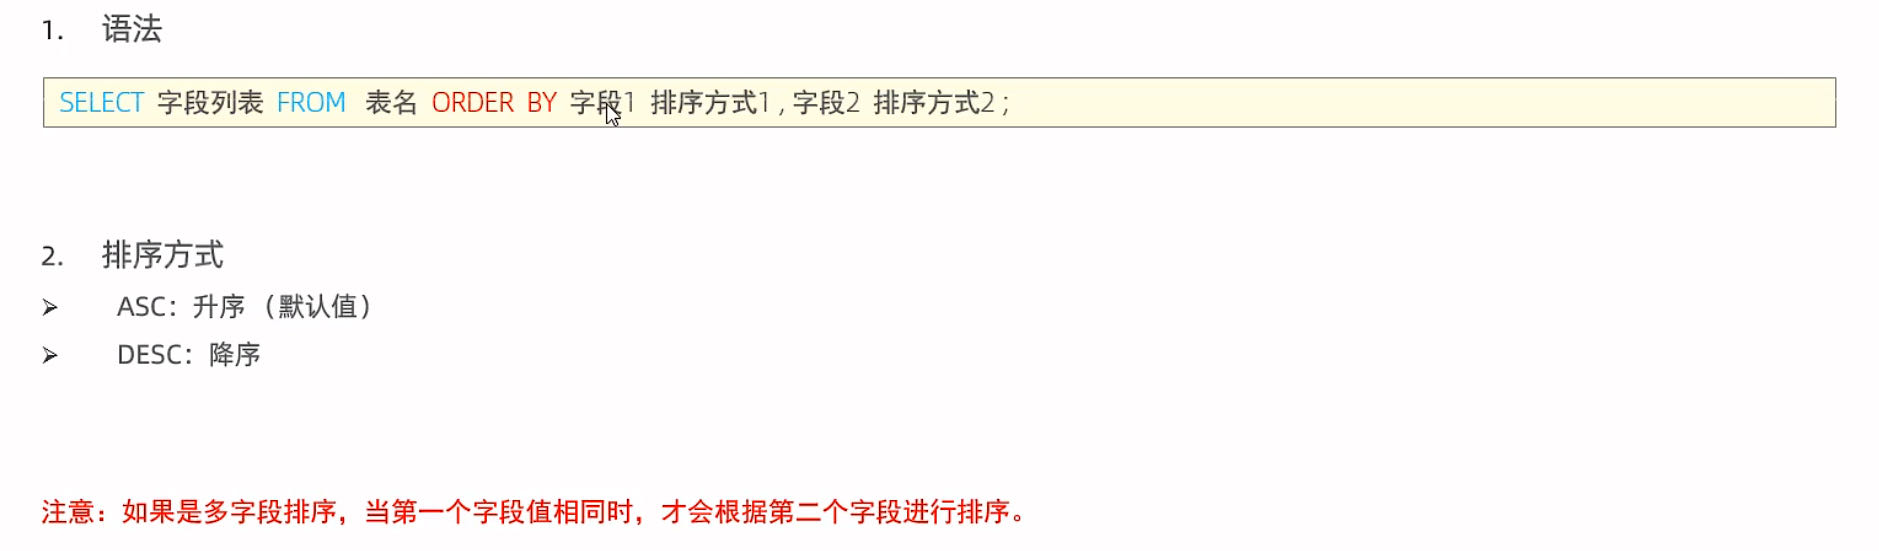 1. 语法
SELECT 字段列表 FROM 表名 ORDER BY 字段1 排序方式1 , 字段2 排序方式2 ;
2. 排序方式
➢ ASC：升序（默认值）
➢ DESC：降序
注意：如果是多字段排序，当第一个字段值相同时，才会根据第二个字段进行排序。